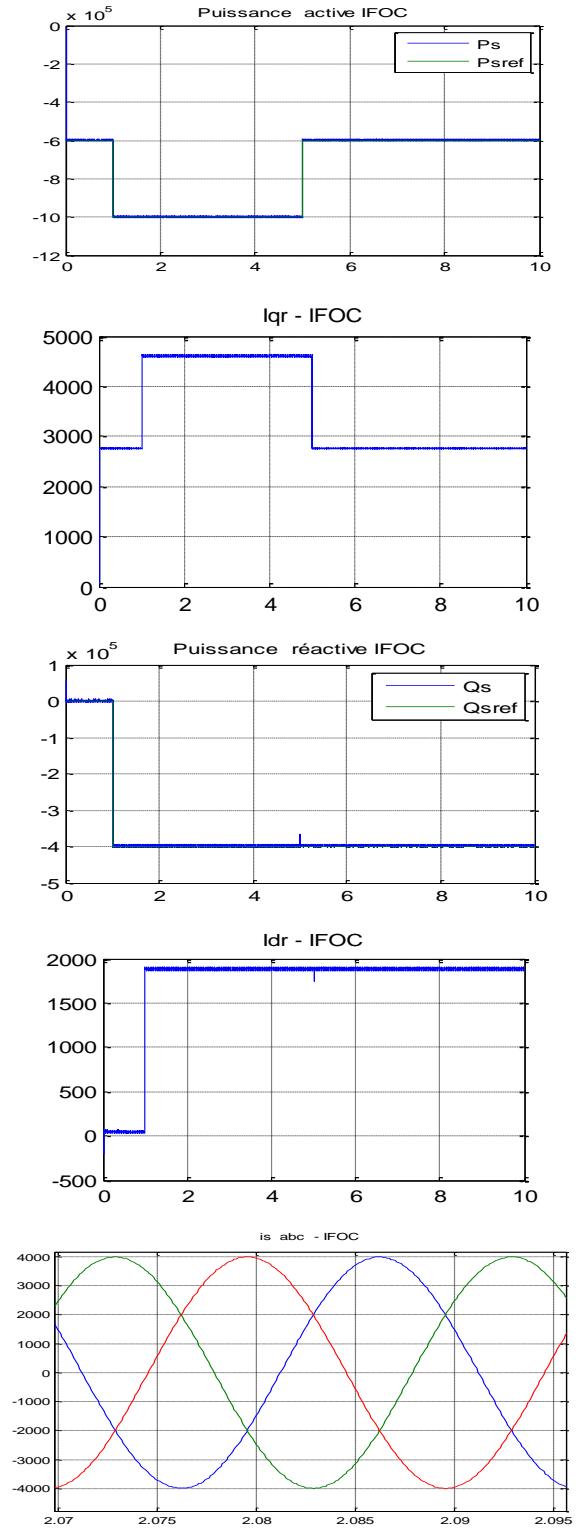 Puissance active IFOC
x 10^5
0
-2
-4
-6
-8
-10
-12
0 2 4 6 8 10
Ps
Psref
Iqr - IFOC
5000
4000
3000
2000
1000
0
0 2 4 6 8 10
Puissance réactive IFOC
x 10^5
1
0
-1
-2
-3
-4
-5
0 2 4 6 8 10
Qs
Qsref
Idr - IFOC
2000
1500
1000
500
0
-500
0 2 4 6 8 10
is abc - IFOC
4000
3000
2000
1000
0
-1000
-2000
-3000
-4000
2.07 2.075 2.08 2.085 2.09 2.095